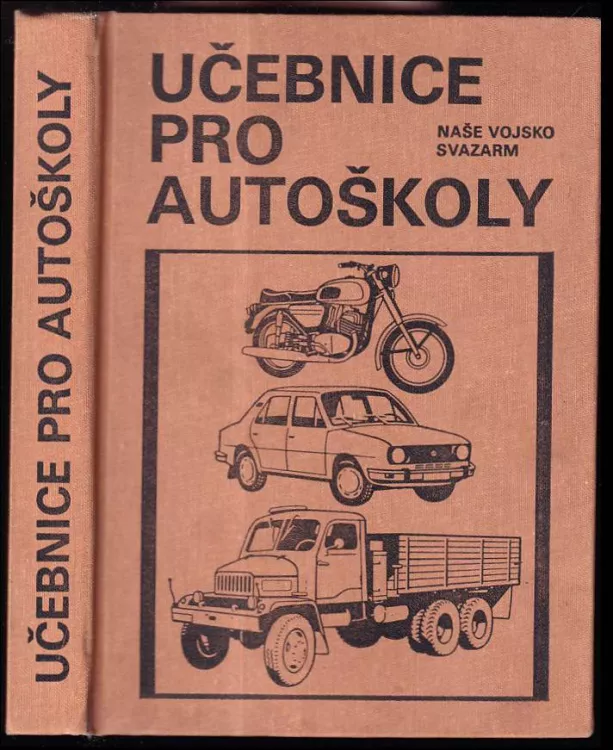 UČEBNICE PRO AUTOŠKOLY
UČEBNICE
PRO
AUTOŠKOLY
NAŠE VOJSKO
SVAZARM